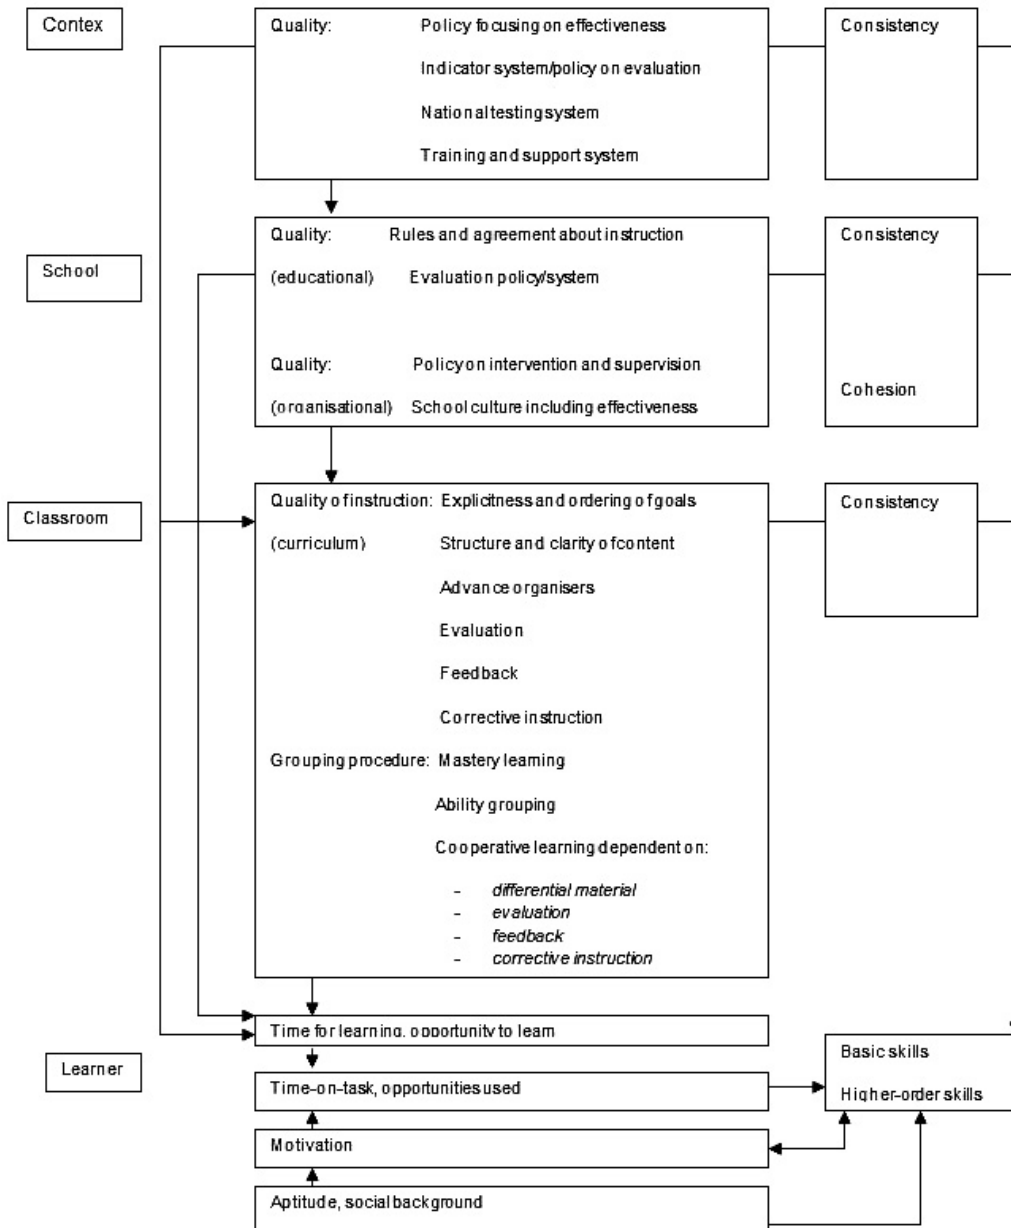 Contex
Quality: Policy focusing on effectiveness
Indicator system/policy on evaluation
National testing system
Training and support system
Consistency
School
Quality: Rules and agreement about instruction
(educational) Evaluation policy/system
Quality: Policy on intervention and supervision
(organisational) School culture including effectiveness
Consistency
Cohesion
Classroom
Quality of instruction: Explicitness and ordering of goals
(curriculum) Structure and clarity of content
Advance organisers
Evaluation
Feedback
Corrective instruction
Grouping procedure: Mastery learning
Ability grouping
Cooperative learning dependent on:
- differential material
- evaluation
- feedback
- corrective instruction
Consistency
Time for learning, opportunity to learn
Learner
Time-on-task, opportunities used
Motivation
Aptitude, social background
Basic skills
Higher-order skills